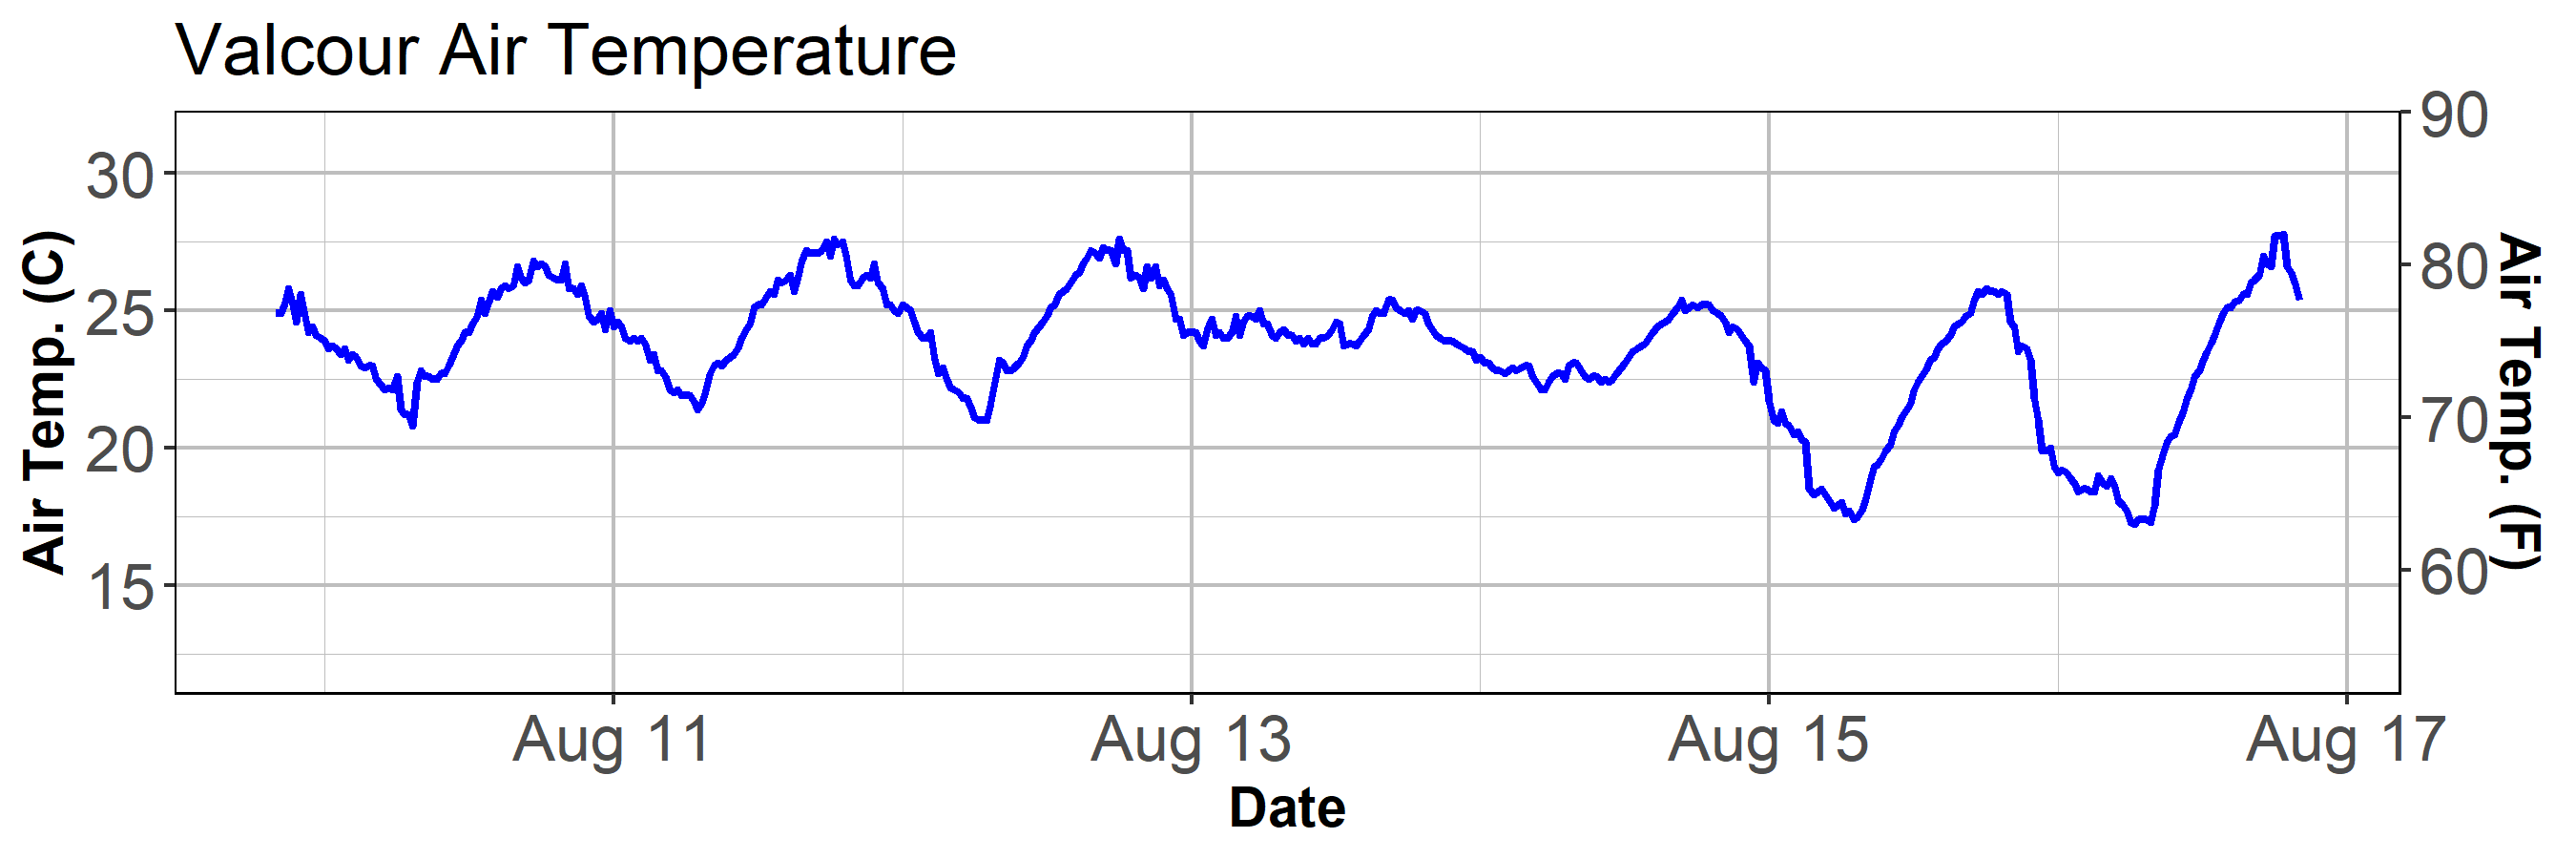 Valcour Air Temperature
Air Temp. (C)
30
25
20
15
90
80
70
60
Air Temp. (F)
Aug 11
Aug 13
Aug 15
Aug 17
Date